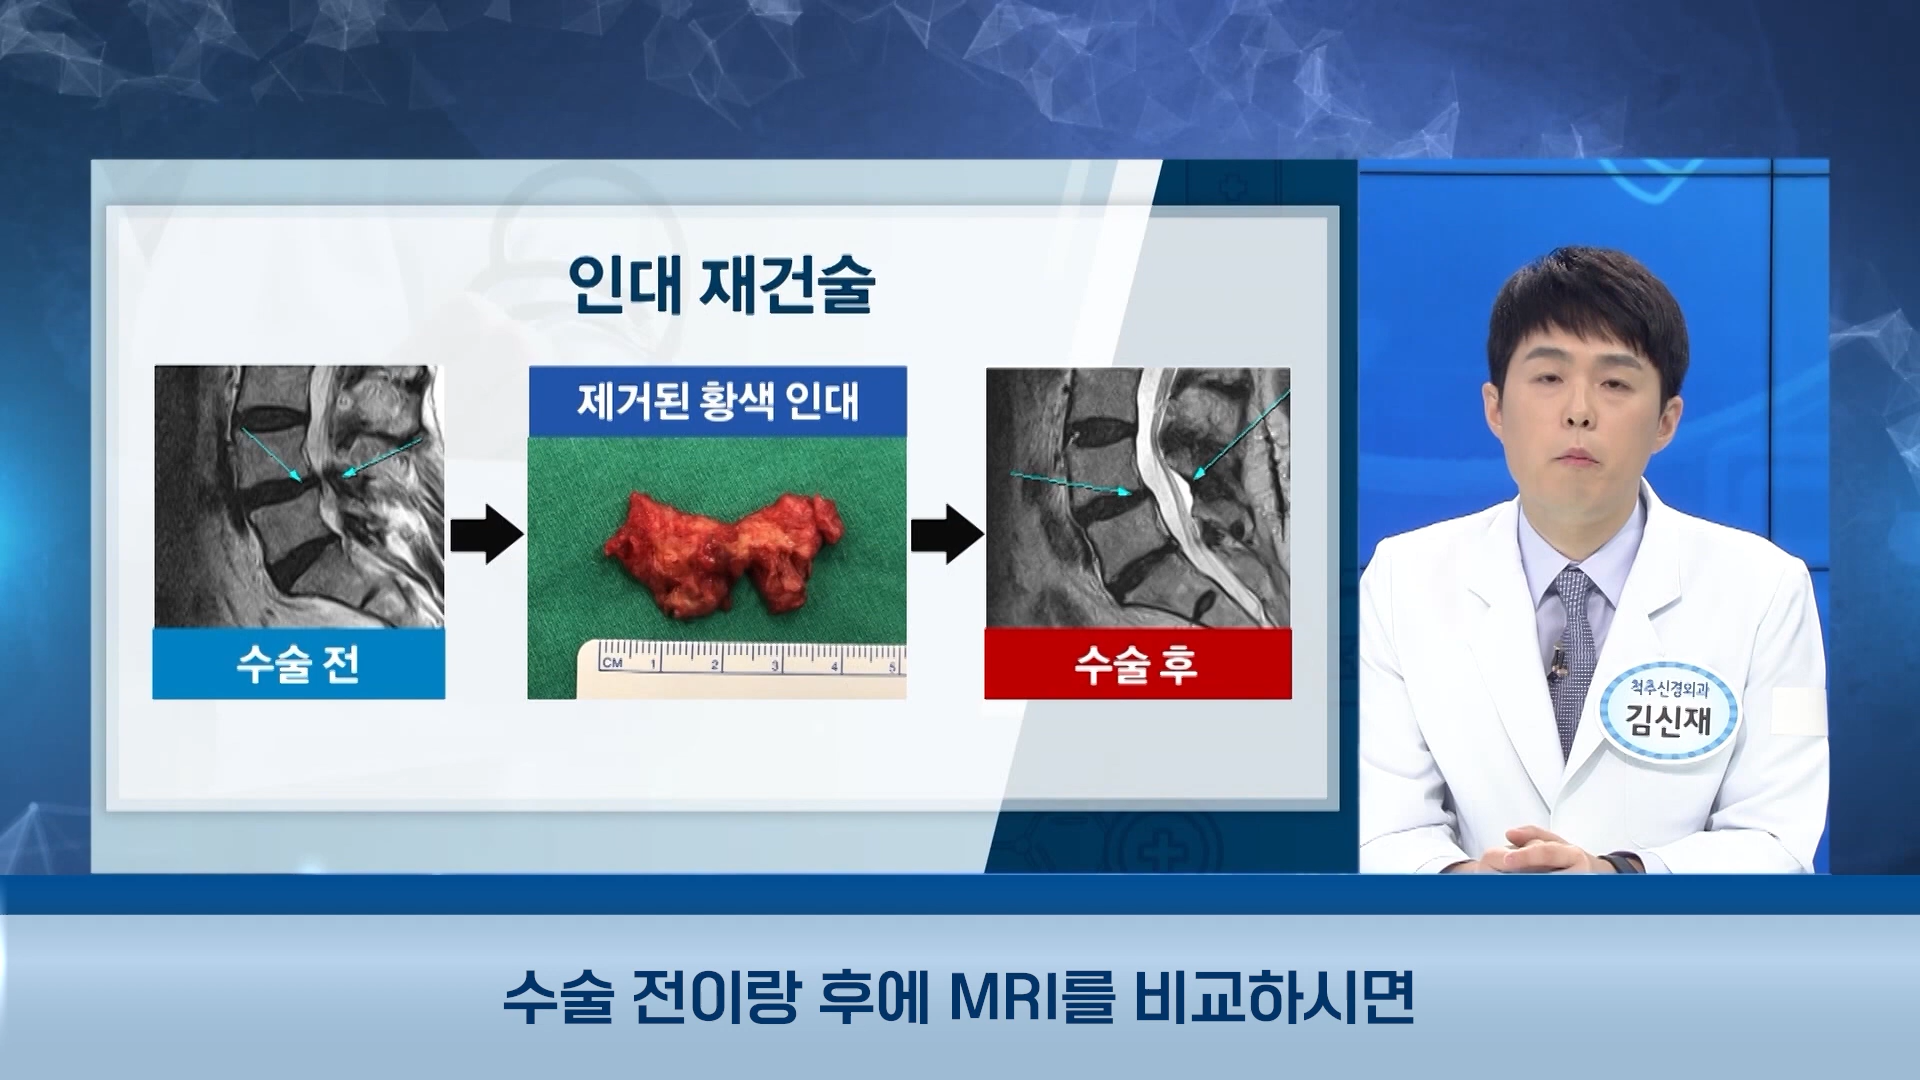 인대 재건술
제거된 황색 인대
CM 1 2 3 4 5
수술 전
수술 후
척추신경외과
김신재
수술 전이랑 후에 MRI를 비교하시면